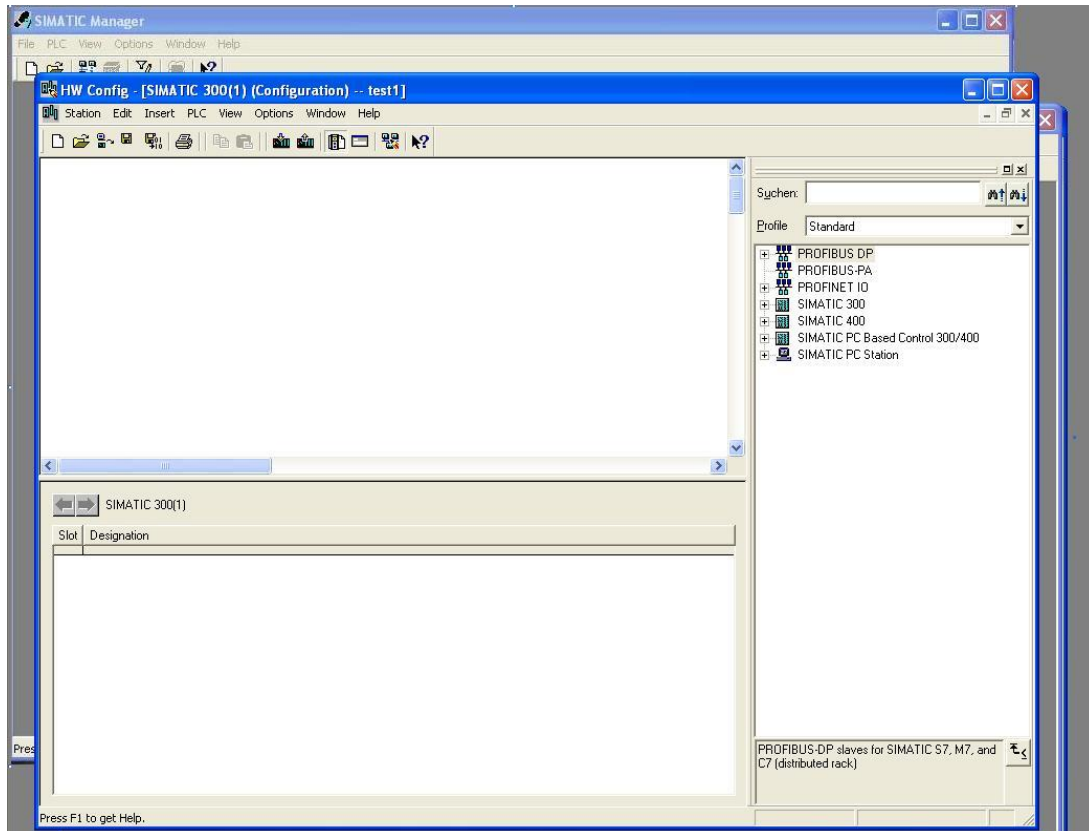 SIMATIC Manager
File PLC View Options Window Help
HW Config - [SIMATIC 300(1) (Configuration) -- test1]
Station Edit Insert PLC View Options Window Help
Suchen:
Profile Standard
PROFIBUS DP
PROFIBUS-PA
PROFINET IO
SIMATIC 300
SIMATIC 400
SIMATIC PC Based Control 300/400
SIMATIC PC Station
SIMATIC 300(1)
Slot Designation
PROFIBUS-DP slaves for SIMATIC S7, M7, and
C7 (distributed rack)
Pres
Press F1 to get Help.